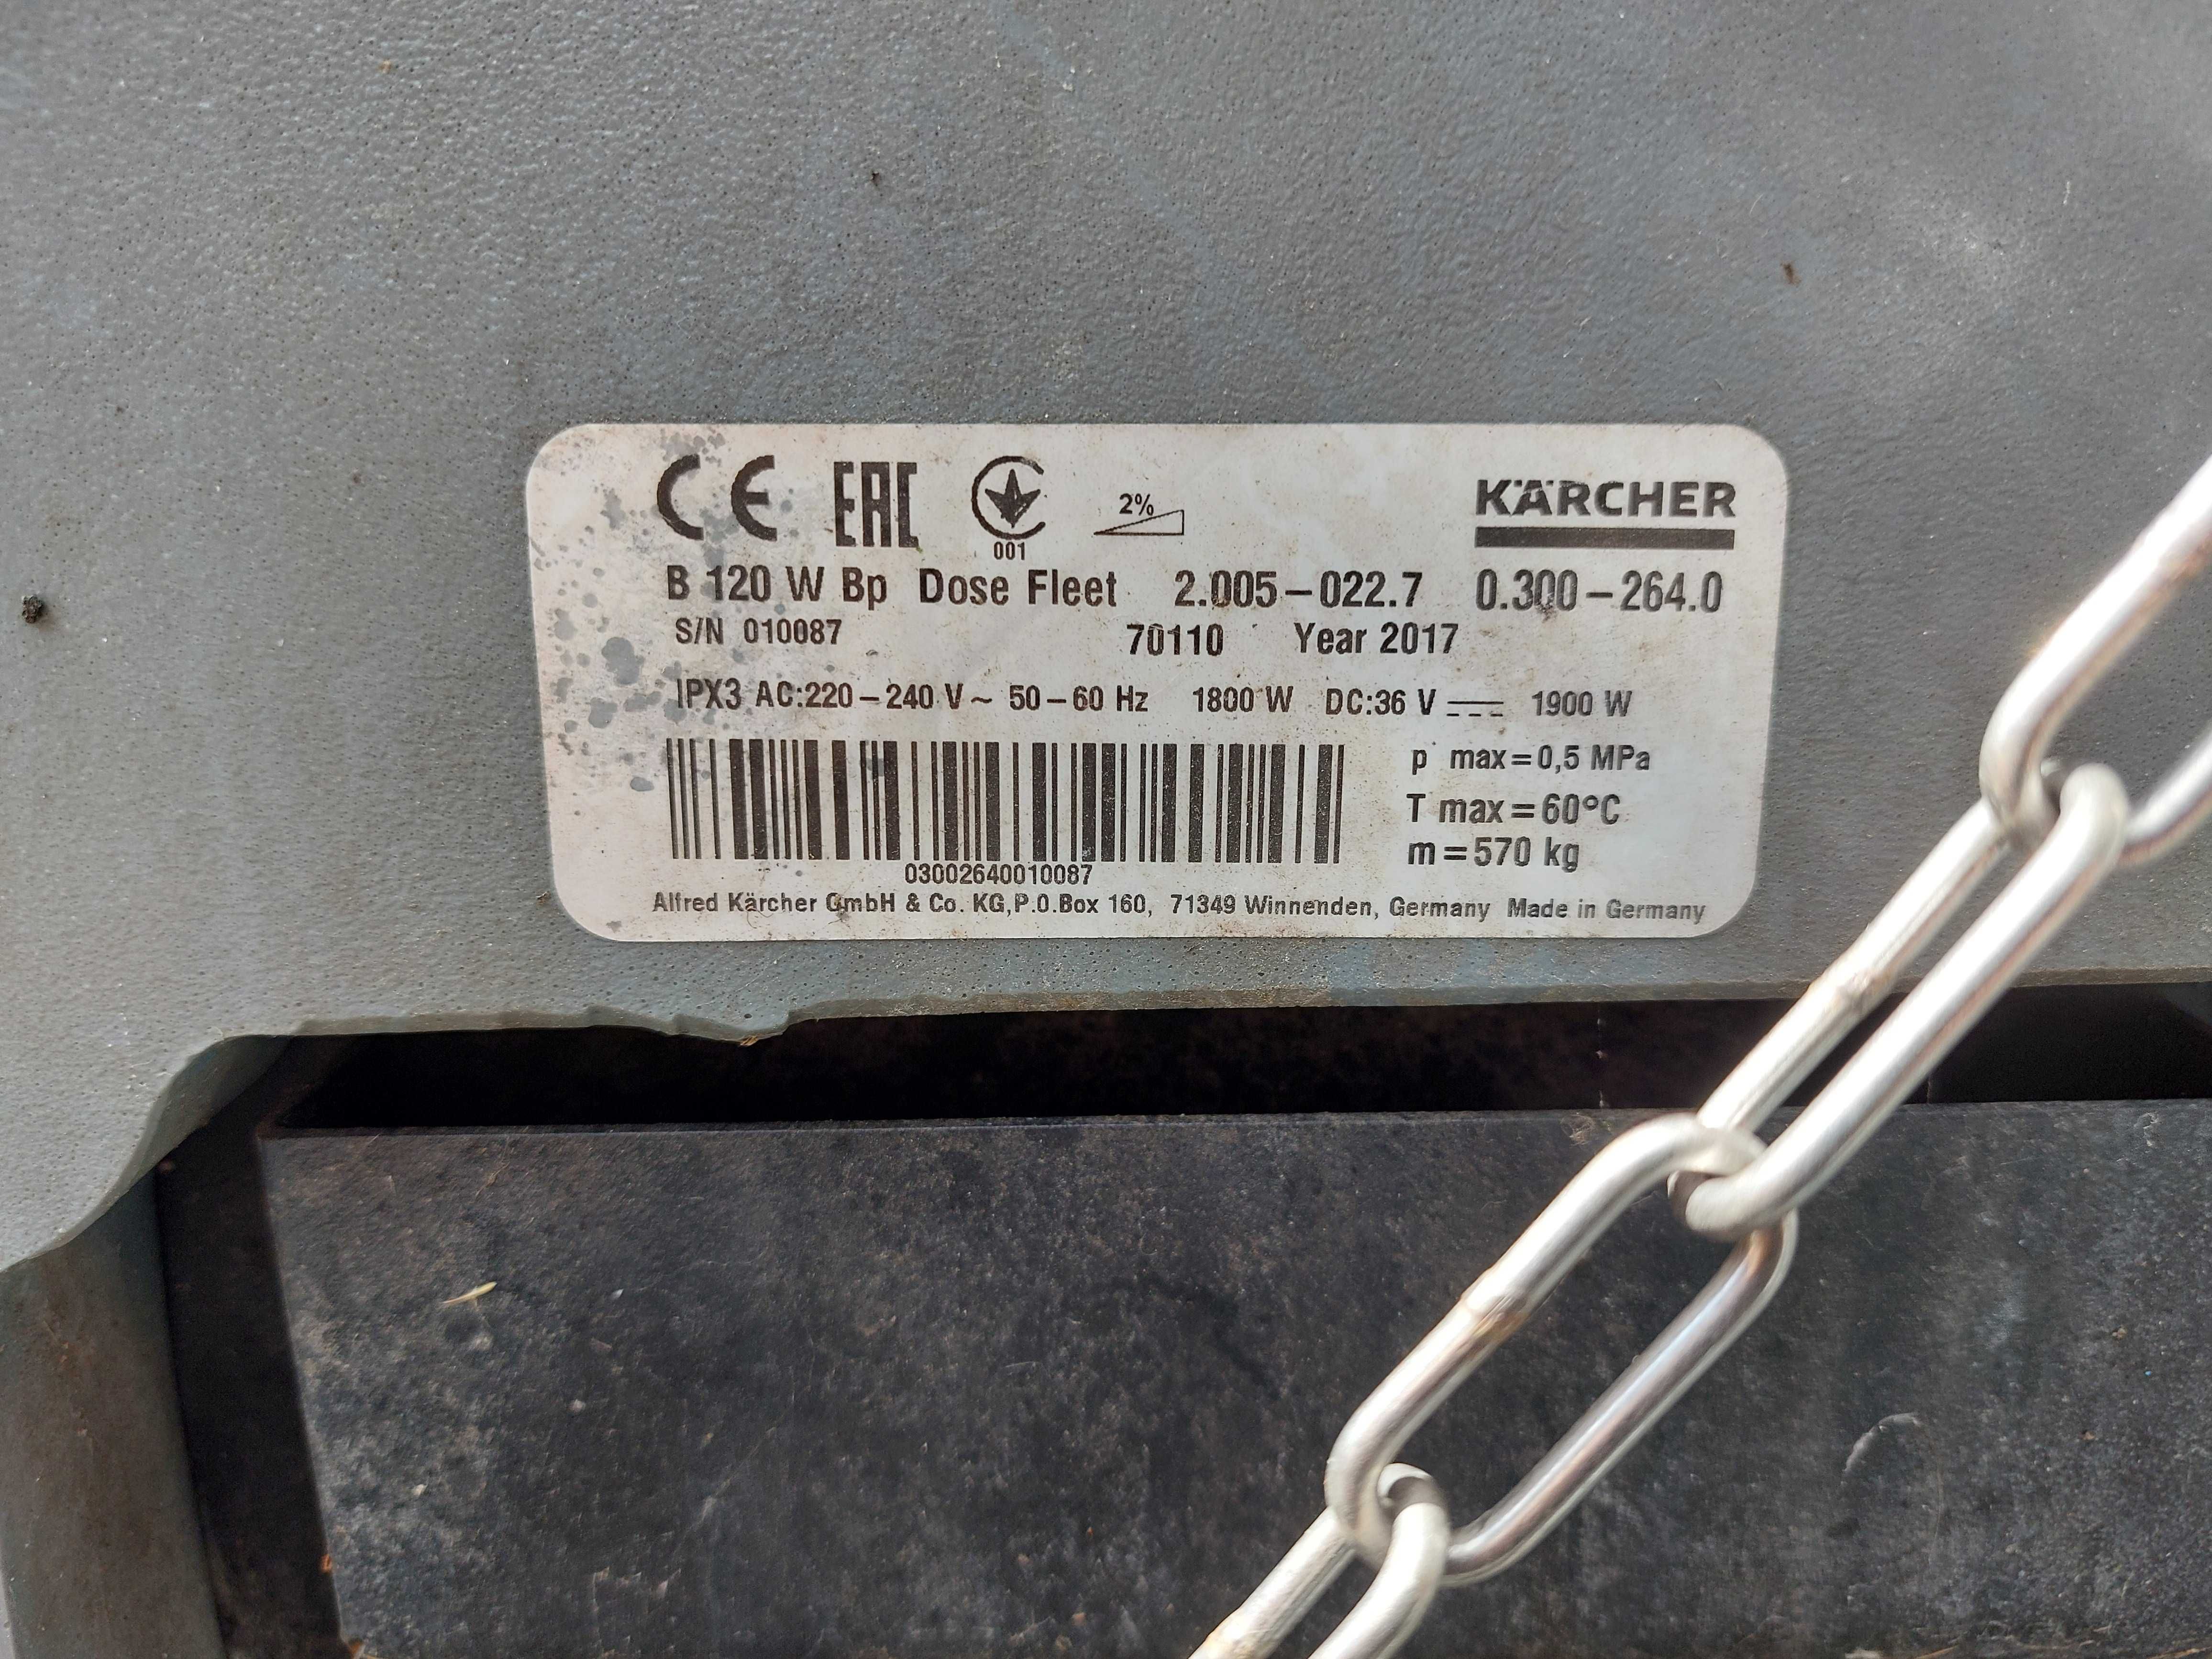 CE EAC 001 2% KÄRCHER
B 120 W Bp Dose Fleet 2.005-022.7 0.300-264.0
S/N 010087 70110 Year 2017
IPX3 AC:220-240 V~ 50-60 Hz 1800 W DC:36 V ⎓ 1900 W
p max=0,5 MPa
T max=60°C
m=570 kg
03002640010087
Alfred Kärcher GmbH & Co. KG,P.O.Box 160, 71349 Winnenden, Germany Made in Germany